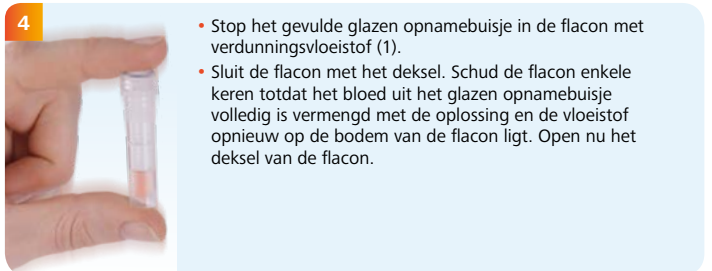 4
• Stop het gevulde glazen opnamebuisje in de flacon met
verdunningsvloeistof (1).
• Sluit de flacon met het deksel. Schud de flacon enkele
keren totdat het bloed uit het glazen opnamebuisje
volledig is vermengd met de oplossing en de vloeistof
opnieuw op de bodem van de flacon ligt. Open nu het
deksel van de flacon.